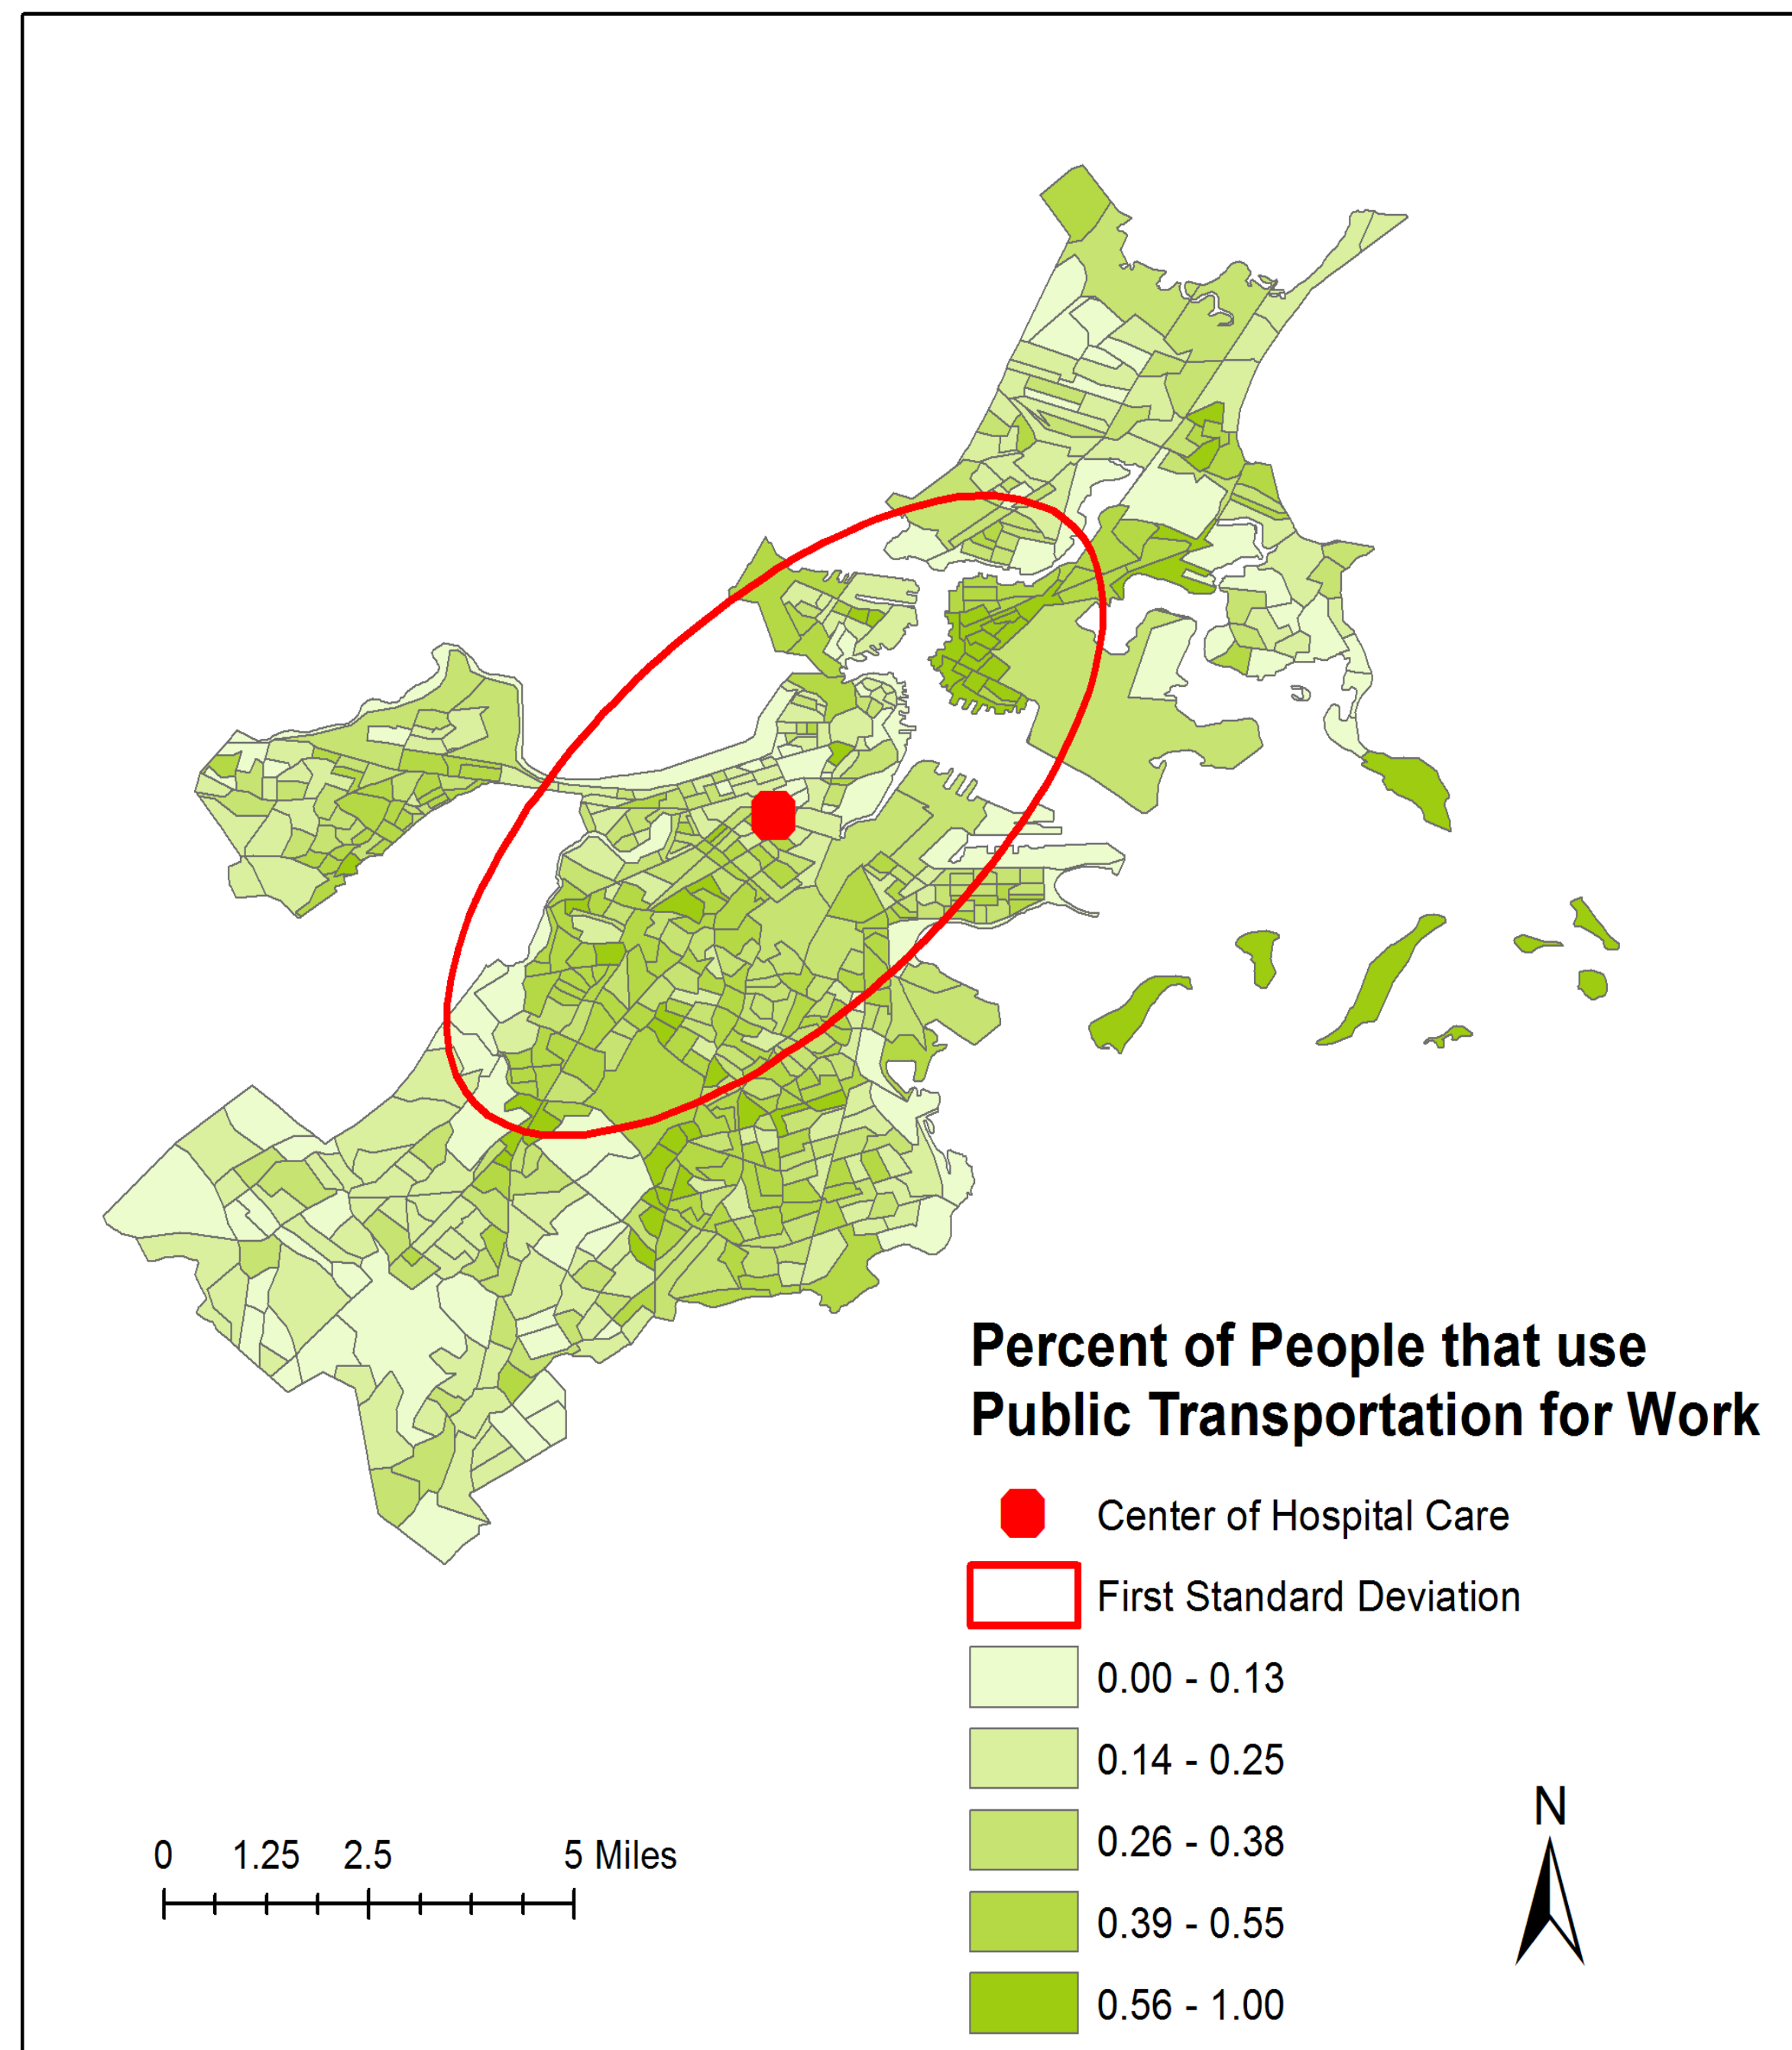 Percent of People that use
Public Transportation for Work
Center of Hospital Care
First Standard Deviation
0.00 - 0.13
0.14 - 0.25
0.26 - 0.38
0.39 - 0.55
0.56 - 1.00
0 1.25 2.5 5 Miles
N